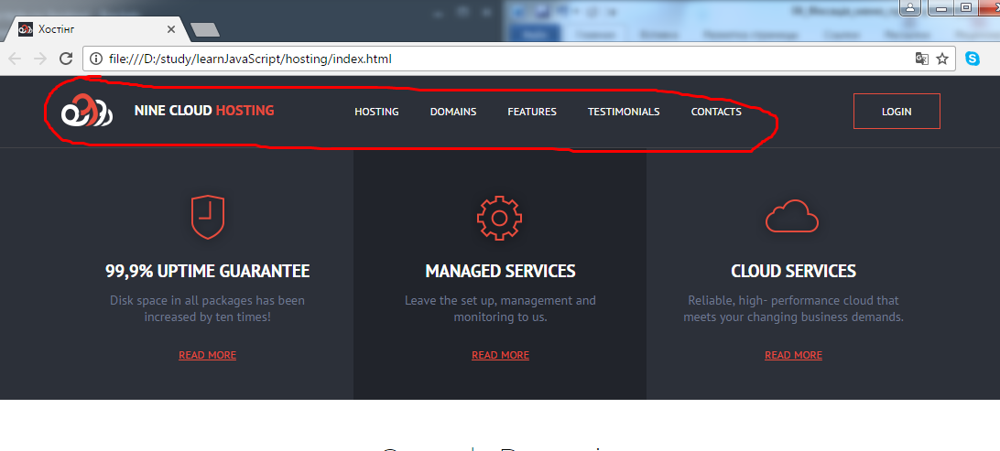 Хостінг
file:///D:/study/learnJavaScript/hosting/index.html
NINE CLOUD HOSTING
HOSTING DOMAINS FEATURES TESTIMONIALS CONTACTS LOGIN
99,9% UPTIME GUARANTEE
Disk space in all packages has been
increased by ten times!
READ MORE
MANAGED SERVICES
Leave the set up, management and
monitoring to us.
READ MORE
CLOUD SERVICES
Reliable, high- performance cloud that
meets your changing business demands.
READ MORE